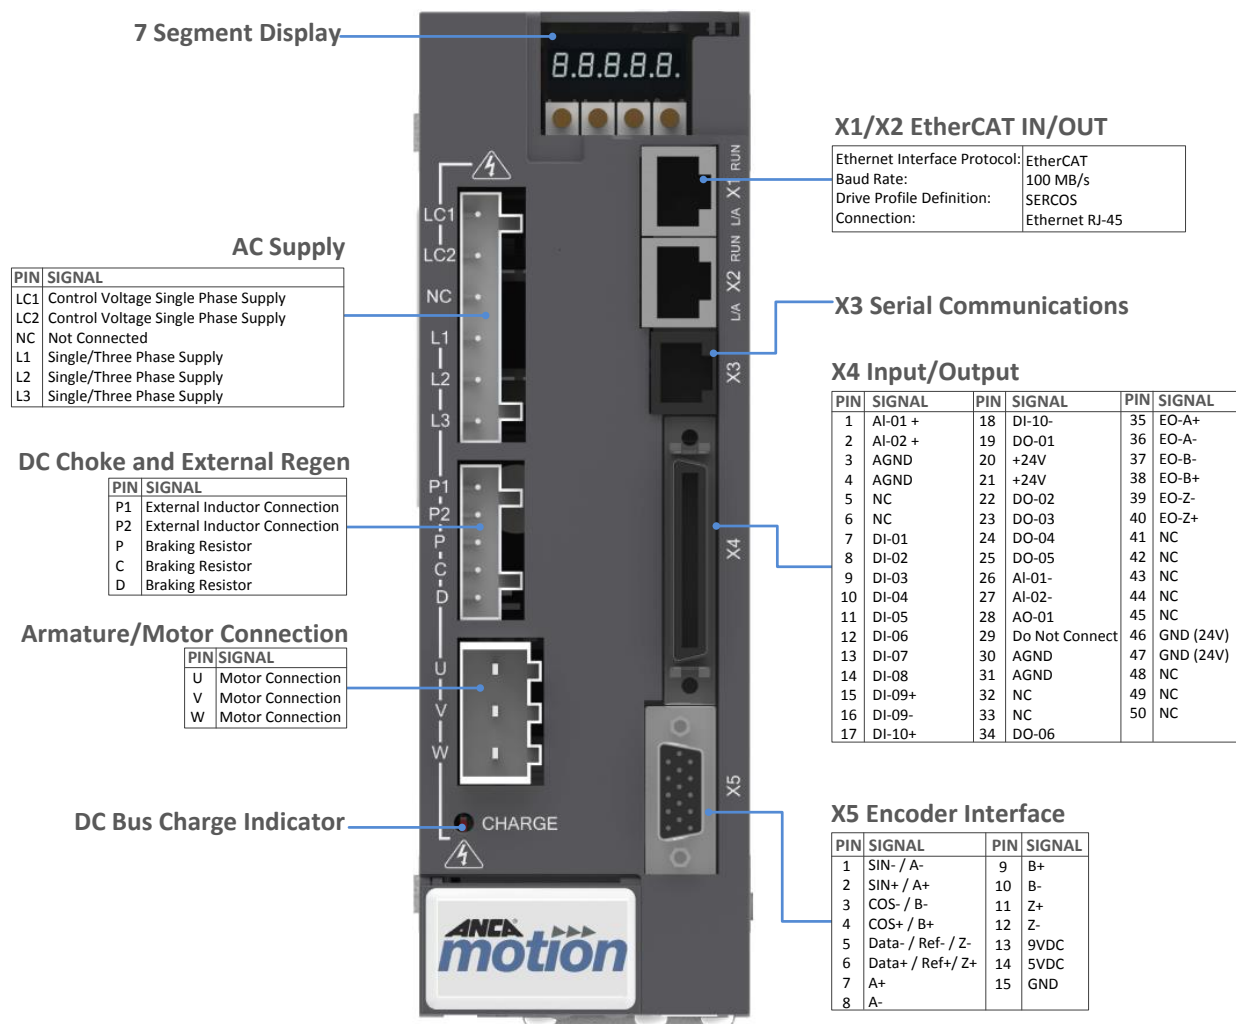 7 Segment Display
8.8.8.8.8.
X1/X2 EtherCAT IN/OUT
Ethernet Interface Protocol: EtherCAT
Baud Rate: 100 MB/s
Drive Profile Definition: SERCOS
Connection: Ethernet RJ-45
RUN
X1
L/A
RUN
X2
L/A
X3
X4
X5
LC1
LC2
NC
L1
L2
L3
P1
P2
P
C
D
U
V
W
CHARGE
AC Supply
PIN SIGNAL
LC1 Control Voltage Single Phase Supply
LC2 Control Voltage Single Phase Supply
NC Not Connected
L1 Single/Three Phase Supply
L2 Single/Three Phase Supply
L3 Single/Three Phase Supply
DC Choke and External Regen
PIN SIGNAL
P1 External Inductor Connection
P2 External Inductor Connection
P Braking Resistor
C Braking Resistor
D Braking Resistor
Armature/Motor Connection
PIN SIGNAL
U Motor Connection
V Motor Connection
W Motor Connection
DC Bus Charge Indicator
ANCA
motion
X3 Serial Communications
X4 Input/Output
PIN SIGNAL PIN SIGNAL PIN SIGNAL
1 AI-01 + 18 DI-10- 35 EO-A+
2 AI-02 + 19 DO-01 36 EO-A-
3 AGND 20 +24V 37 EO-B-
4 AGND 21 +24V 38 EO-B+
5 NC 22 DO-02 39 EO-Z-
6 NC 23 DO-03 40 EO-Z+
7 DI-01 24 DO-04 41 NC
8 DI-02 25 DO-05 42 NC
9 DI-03 26 AI-01- 43 NC
10 DI-04 27 AI-02- 44 NC
11 DI-05 28 AO-01 45 NC
12 DI-06 29 Do Not Connect 46 GND (24V)
13 DI-07 30 AGND 47 GND (24V)
14 DI-08 31 AGND 48 NC
15 DI-09+ 32 NC 49 NC
16 DI-09- 33 NC 50 NC
17 DI-10+ 34 DO-06
X5 Encoder Interface
PIN SIGNAL PIN SIGNAL
1 SIN- / A- 9 B+
2 SIN+ / A+ 10 B-
3 COS- / B- 11 Z+
4 COS+ / B+ 12 Z-
5 Data- / Ref- / Z- 13 9VDC
6 Data+ / Ref+/ Z+ 14 5VDC
7 A+ 15 GND
8 A-